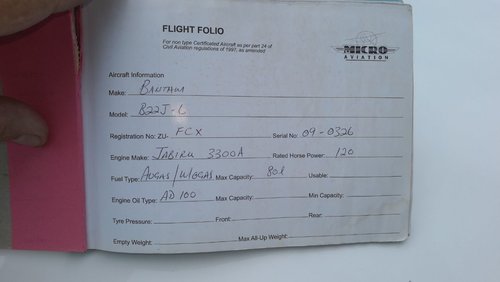 FLIGHT FOLIO
For non type Certificated Aircraft as per part 24 of
Civil Aviation regulations of 1997, as amended
MICRO
AVIATION
Aircraft Information
Make: BANTAM
Model: B22J-6
Registration No: ZU- FCX Serial No: 09-0326
Engine Make: JABIRU 3300A Rated Horse Power: 120
Fuel Type: AVGAS/MOGAS Max Capacity: 80l Usable:
Engine Oil Type: AD 100 Max Capacity: Min Capacity:
Tyre Pressure: Front: Rear:
Empty Weight: Max All-Up Weight: